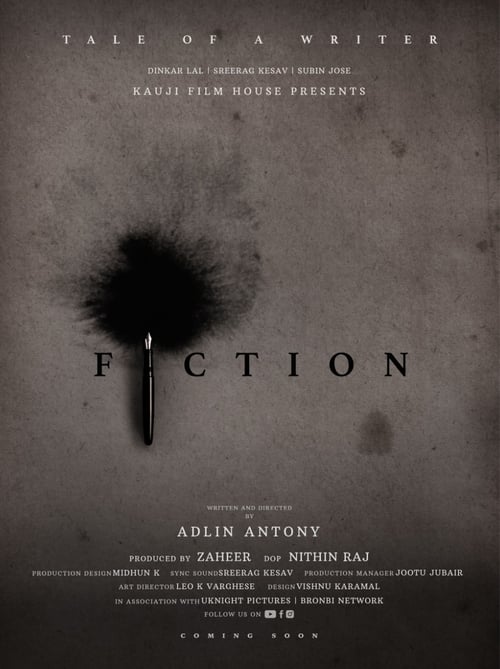 TALE OF A WRITER
DINKAR LAL | SREERAG KESAV | SUBIN JOSE
KAUJI FILM HOUSE PRESENTS
FICTION
WRITTEN AND DIRECTED
BY
ADLIN ANTONY
PRODUCED BY ZAHEER DOP NITHIN RAJ
PRODUCTION DESIGN MIDHUN K SYNC SOUND SREERAG KESAV PRODUCTION MANAGER JOOTU JUBAIR
ART DIRECTOR LEO K VARGHESE DESIGN VISHNU KARAMAL
IN ASSOCIATION WITH UKNIGHT PICTURES | BRONBI NETWORK
FOLLOW US ON
COMING SOON